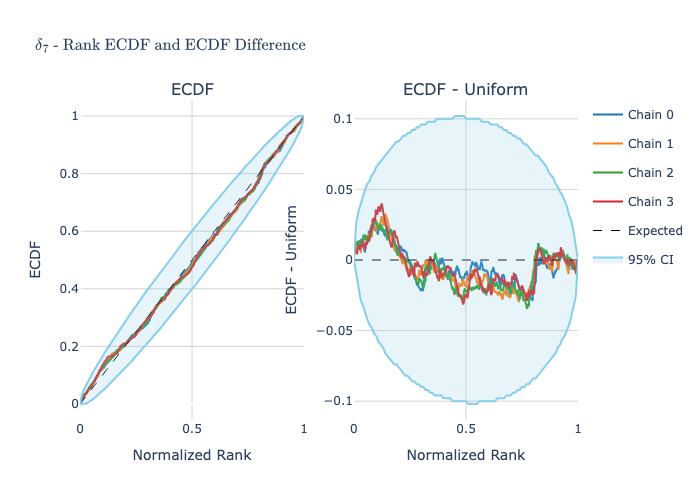 δ₇ - Rank ECDF and ECDF Difference
ECDF
ECDF - Uniform
1
0.8
0.6
0.4
0.2
0
0
0.5
1
ECDF
Normalized Rank
0.1
0.05
0
−0.05
−0.1
0
0.5
1
ECDF - Uniform
Normalized Rank
Chain 0
Chain 1
Chain 2
Chain 3
Expected
95% CI